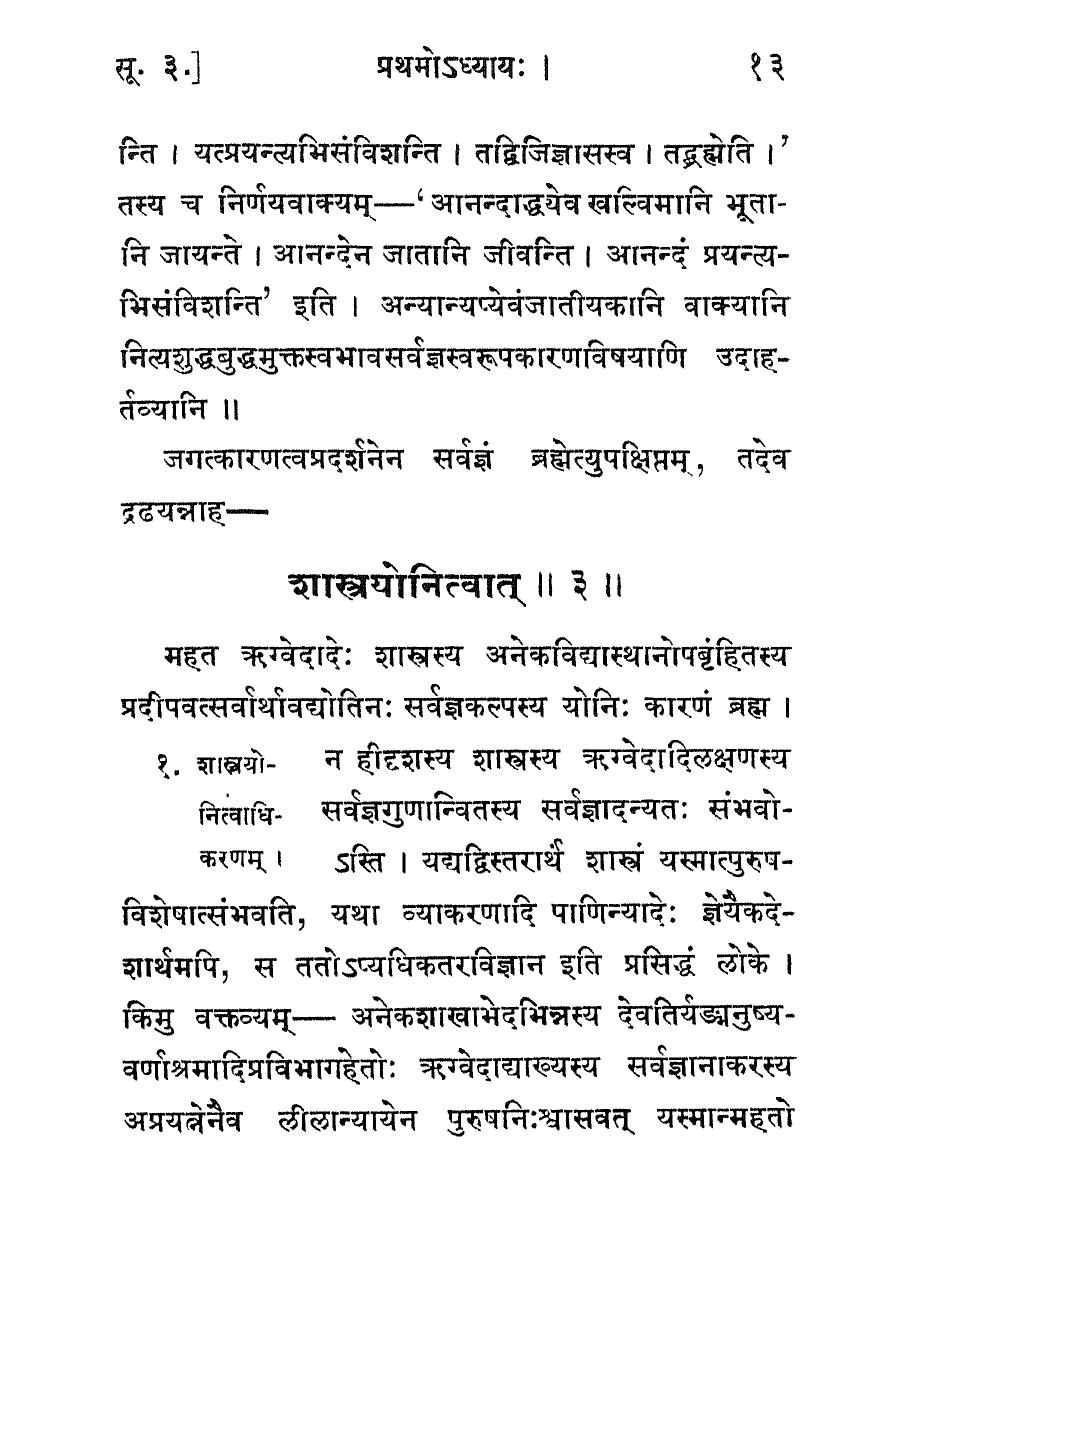 सू. ३.] प्रथमोऽध्यायः । १३
न्ति । यत्प्रयन्त्यभिसंविशन्ति । तद्विजिज्ञासस्व । तद्ब्रह्मेति ।’
तस्य च निर्णयवाक्यम्—‘आनन्दाद्ध्येव खल्विमानि भूता-
नि जायन्ते । आनन्देन जातानि जीवन्ति । आनन्दं प्रयन्त्य-
भिसंविशन्ति’ इति । अन्यान्यप्येवंजातीयकानि वाक्यानि
नित्यशुद्धबुद्धमुक्तस्वभावसर्वज्ञस्वरूपकारणविषयाणि उदाह-
र्तव्यानि ॥
जगत्कारणत्वप्रदर्शनेन सर्वज्ञं ब्रह्मेत्युपक्षिप्तम्, तदेव
द्रढयन्नाह—
शास्त्रयोनित्वात् ॥ ३ ॥
महत ऋग्वेदादेः शास्त्रस्य अनेकविद्यास्थानोपबृंहितस्य
प्रदीपवत्सर्वार्थावद्योतिनः सर्वज्ञकल्पस्य योनिः कारणं ब्रह्म ।
१. शास्त्रयो- न हीदृशस्य शास्त्रस्य ऋग्वेदादिलक्षणस्य
नित्वाधि- सर्वज्ञगुणान्वितस्य सर्वज्ञादन्यतः संभवो-
करणम् । ऽस्ति । यद्यद्विस्तरार्थं शास्त्रं यस्मात्पुरुष-
विशेषात्संभवति, यथा व्याकरणादि पाणिन्यादेः ज्ञेयैकदे-
शार्थमपि, स ततोऽप्यधिकतरविज्ञान इति प्रसिद्धं लोके ।
किमु वक्तव्यम्— अनेकशाखाभेदभिन्नस्य देवतिर्यङ्मनुष्य-
वर्णाश्रमादिप्रविभागहेतोः ऋग्वेदाद्याख्यस्य सर्वज्ञानाकरस्य
अप्रयत्नेनैव लीलान्यायेन पुरुषनिःश्वासवत् यस्मान्महतो